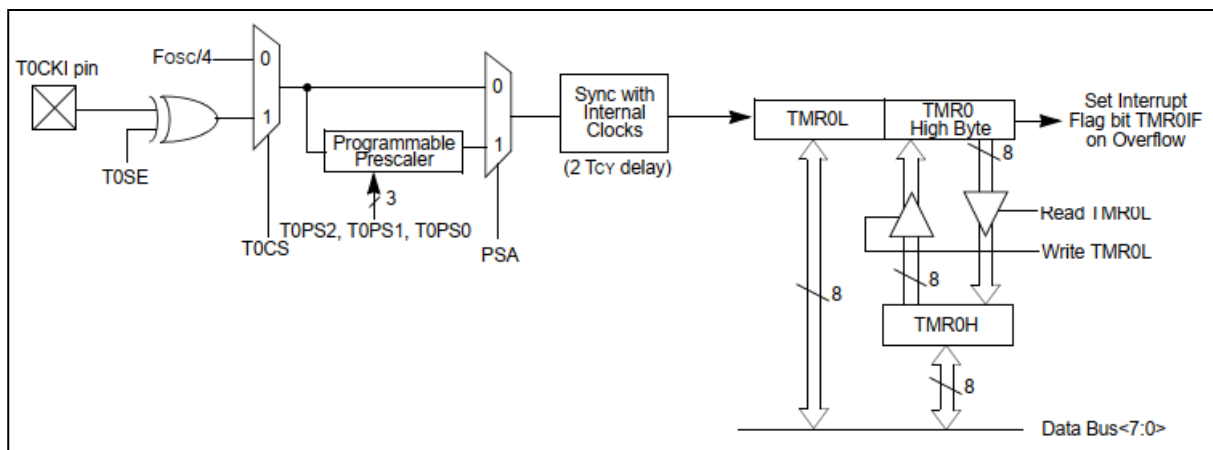 T0CKI pin
Fosc/4
0
1
T0SE
T0CS
Programmable
Prescaler
3
T0PS2, T0PS1, T0PS0
0
1
PSA
Sync with
Internal
Clocks
(2 TCY delay)
TMR0L
TMR0
High Byte
Set Interrupt
Flag bit TMR0IF
on Overflow
8
Read TMR0L
Write TMR0L
8
8
TMR0H
8
Data Bus<7:0>